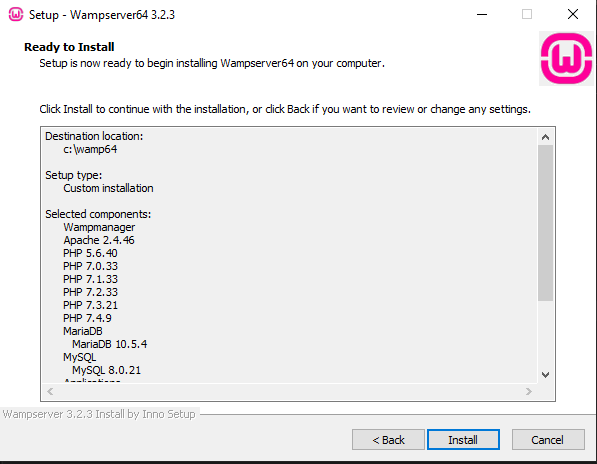 Setup - Wampserver64 3.2.3
Ready to Install
Setup is now ready to begin installing Wampserver64 on your computer.
Click Install to continue with the installation, or click Back if you want to review or change any settings.
Destination location:
c:\wamp64
Setup type:
Custom installation
Selected components:
Wampmanager
Apache 2.4.46
PHP 5.6.40
PHP 7.0.33
PHP 7.1.33
PHP 7.2.33
PHP 7.3.21
PHP 7.4.9
MariaDB
MariaDB 10.5.4
MySQL
MySQL 8.0.21
Applications
Wampserver 3.2.3 Install by Inno Setup
< Back
Install
Cancel